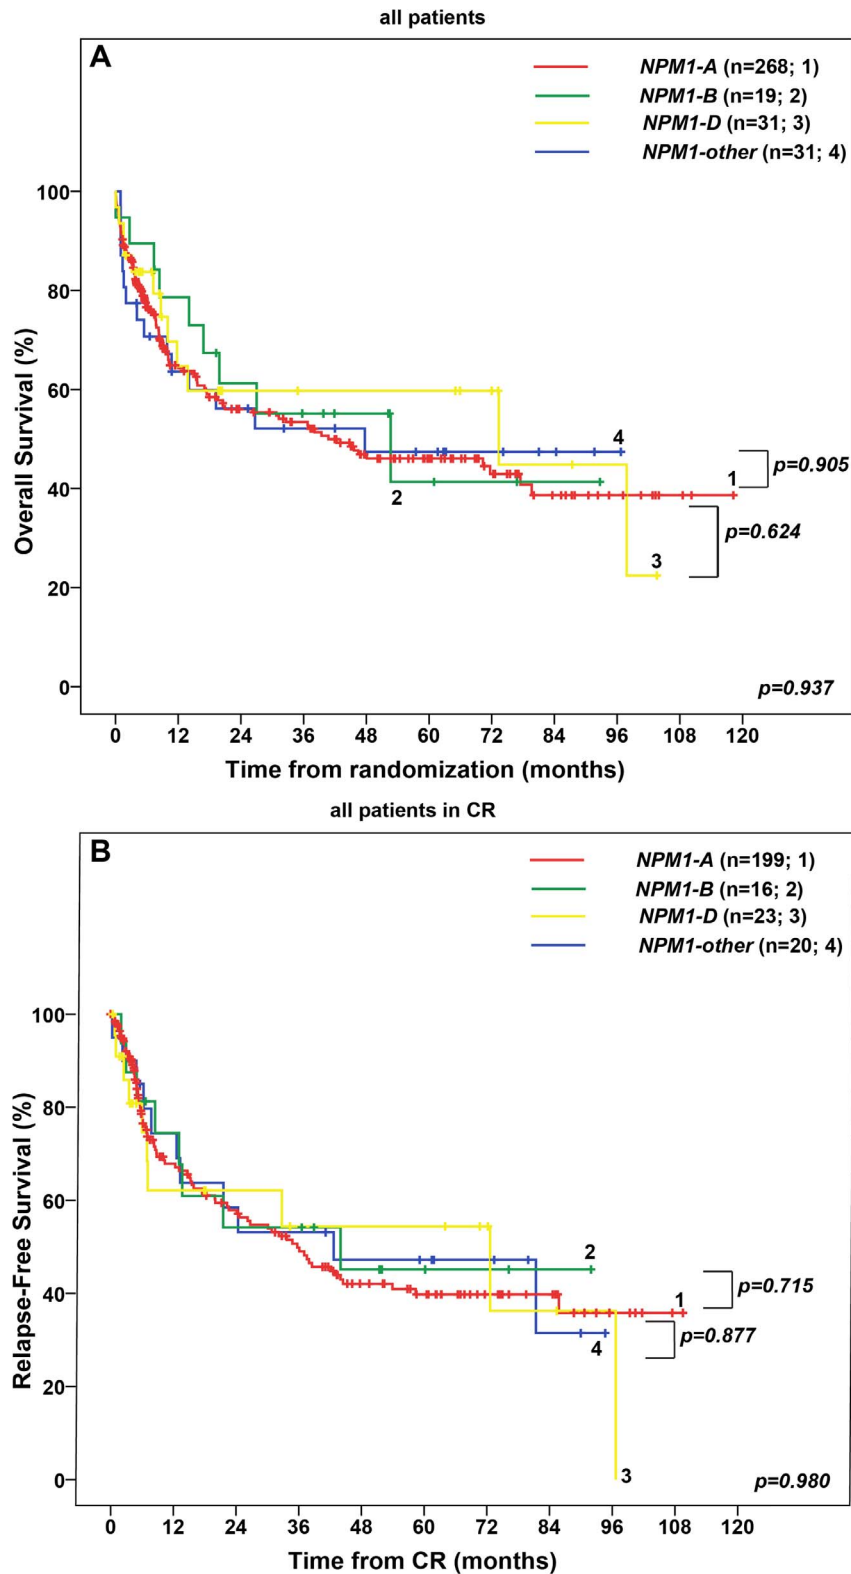 all patients
A
NPM1-A (n=268; 1)
NPM1-B (n=19; 2)
NPM1-D (n=31; 3)
NPM1-other (n=31; 4)
Overall Survival (%)
100
80
60
40
20
0
4
p=0.905
1
2
p=0.624
3
p=0.937
0 12 24 36 48 60 72 84 96 108 120
Time from randomization (months)
all patients in CR
B
NPM1-A (n=199; 1)
NPM1-B (n=16; 2)
NPM1-D (n=23; 3)
NPM1-other (n=20; 4)
Relapse-Free Survival (%)
100
80
60
40
20
0
2
p=0.715
1
p=0.877
4
3
p=0.980
0 12 24 36 48 60 72 84 96 108 120
Time from CR (months)